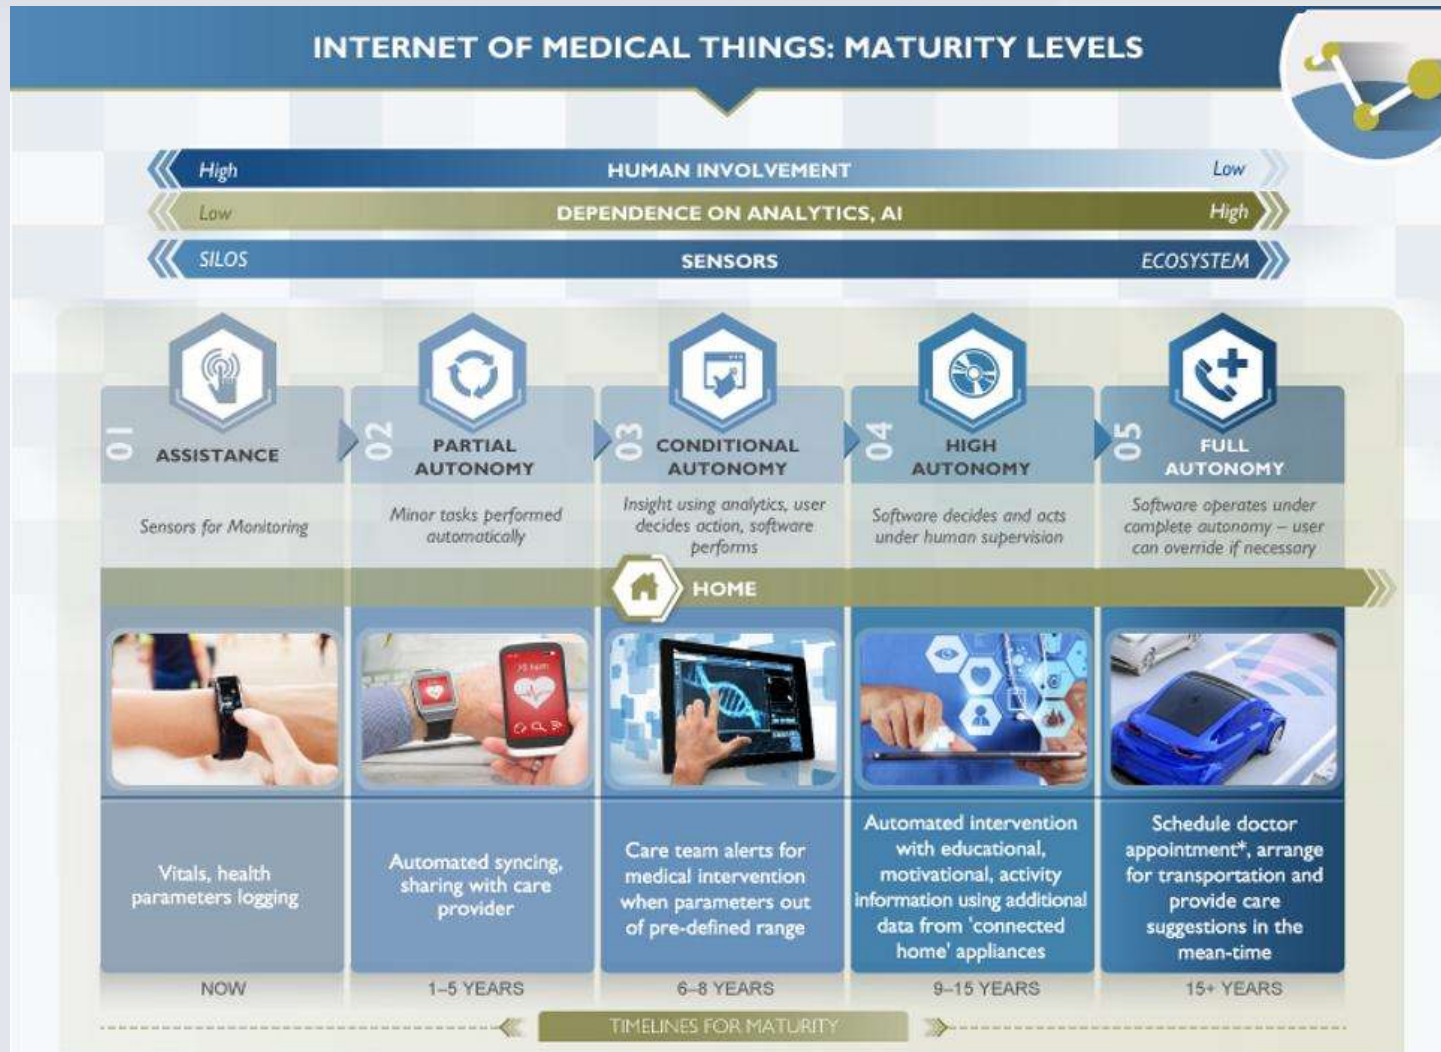 INTERNET OF MEDICAL THINGS: MATURITY LEVELS
High HUMAN INVOLVEMENT Low
Low DEPENDENCE ON ANALYTICS, AI High
SILOS SENSORS ECOSYSTEM
01
ASSISTANCE
Sensors for Monitoring
02
PARTIAL
AUTONOMY
Minor tasks performed
automatically
03
CONDITIONAL
AUTONOMY
Insight using analytics, user
decides action, software
performs
04
HIGH
AUTONOMY
Software decides and acts
under human supervision
05
FULL
AUTONOMY
Software operates under
complete autonomy – user
can override if necessary
HOME
Vitals, health
parameters logging
NOW
Automated syncing,
sharing with care
provider
1–5 YEARS
Care team alerts for
medical intervention
when parameters out
of pre-defined range
6–8 YEARS
Automated intervention
with educational,
motivational, activity
information using additional
data from 'connected
home' appliances
9–15 YEARS
Schedule doctor
appointment*, arrange
for transportation and
provide care
suggestions in the
mean-time
15+ YEARS
TIMELINES FOR MATURITY